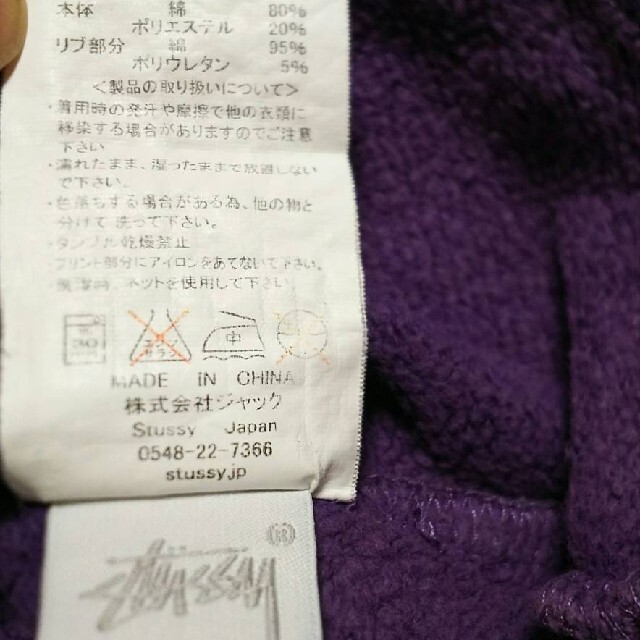 本体 綿 80%
ポリエステル 20%
リブ部分 綿 95%
ポリウレタン 5%
<製品の取り扱いについて>
・着用時の発汗や摩擦で他の衣類に
移染する場合がありますのでご注意
下さい
・濡れたまま、湿ったままで放置しない
で下さい。
・色落ちする場合がある為、他の物と
分けて洗って下さい。
・タンブル乾燥禁止
プリント部分にアイロンをあてないで下さい。
洗濯時、ネットを使用して下さい
30
エンソ
サラシ
中
MADE IN CHINA
株式会社ジャック
Stussy Japan
0548-22-7366
stussy.jp
STÜSSY ®